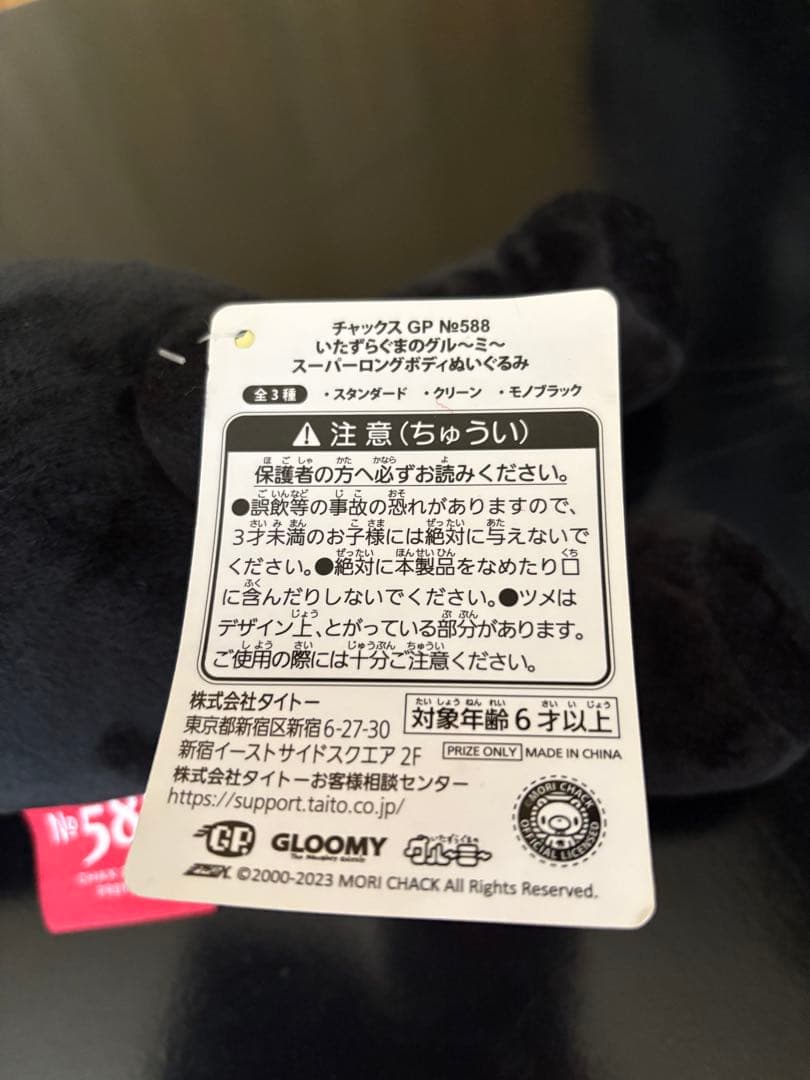 チャックス GP №588
いたずらぐまのグル～ミ～
スーパーロングボディぬいぐるみ
全3種 ・スタンダード ・クリーン ・モノブラック
注意(ちゅうい)
保護者の方へ必ずお読みください。
●誤飲等の事故の恐れがありますので、
3才未満のお子様には絶対に与えないで
ください。●絶対に本製品をなめたり口
に含んだりしないでください。●ツメは
デザイン上、とがっている部分があります。
ご使用の際には十分ご注意ください。
株式会社タイトー
東京都新宿区新宿6-27-30
新宿イーストサイドスクエア 2F
対象年齢6才以上
PRIZE ONLY MADE IN CHINA
株式会社タイトーお客様相談センター
https://support.taito.co.jp/
GP GLOOMY
The Naughty Grizzly
いたずらぐまの
グル～ミ～
©MORI CHACK
OFFICIAL LICENSED
©2000-2023 MORI CHACK All Rights Reserved.
№58